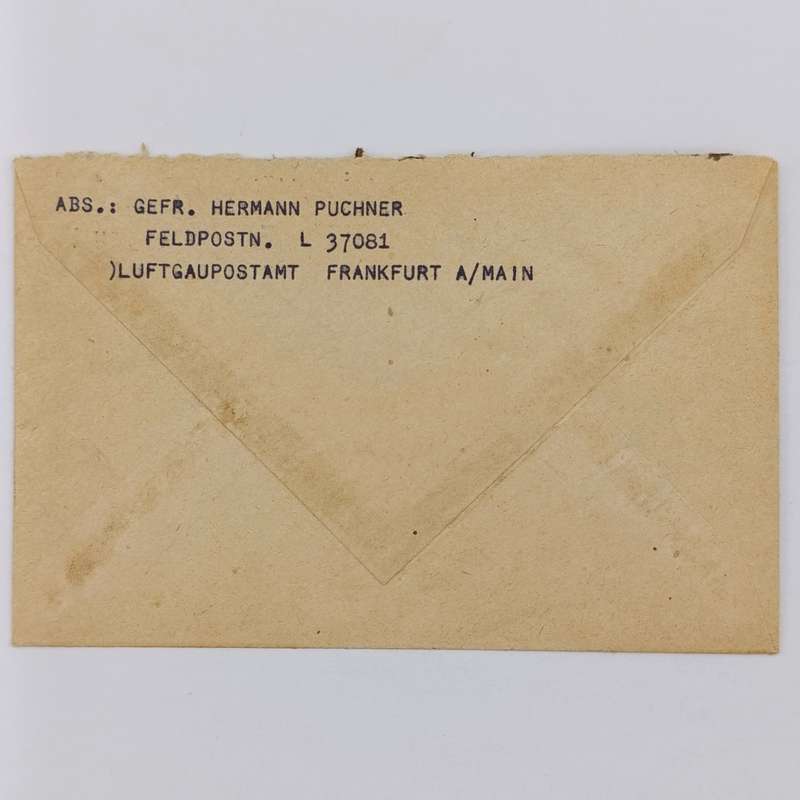 ABS.: GEFR. HERMANN PUCHNER
FELDPOSTN. L 37081
)LUFTGAUPOSTAMT FRANKFURT A/MAIN